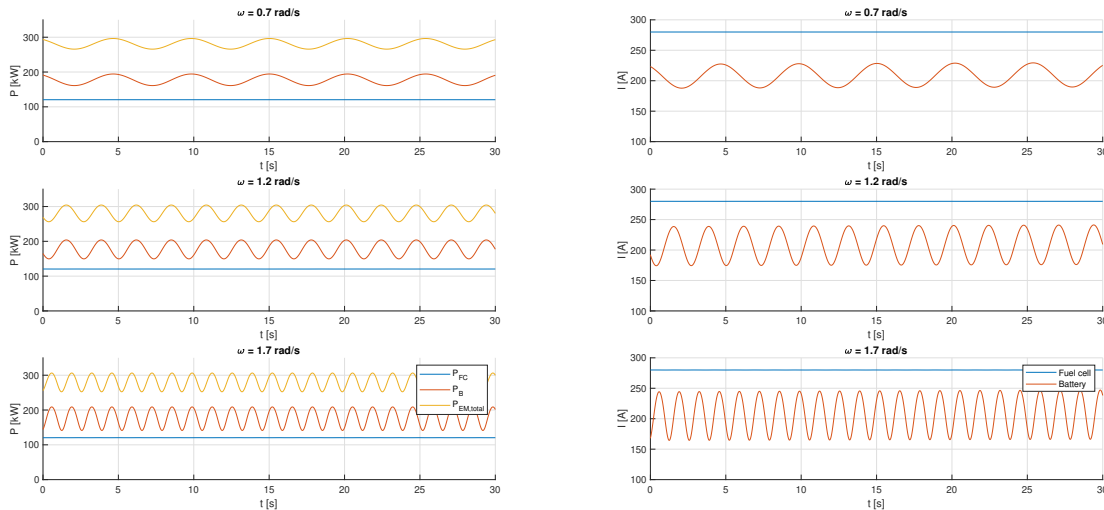 ω = 0.7 rad/s
P [kW]
300
200
100
0
0 5 10 15 20 25 30
t [s]
ω = 0.7 rad/s
I [A]
300
250
200
150
100
0 5 10 15 20 25 30
t [s]
ω = 1.2 rad/s
P [kW]
300
200
100
0
0 5 10 15 20 25 30
t [s]
ω = 1.2 rad/s
I [A]
300
250
200
150
100
0 5 10 15 20 25 30
t [s]
ω = 1.7 rad/s
P [kW]
300
200
100
0
0 5 10 15 20 25 30
t [s]
P_FC
P_B
P_EM,total
ω = 1.7 rad/s
I [A]
300
250
200
150
100
0 5 10 15 20 25 30
t [s]
Fuel cell
Battery